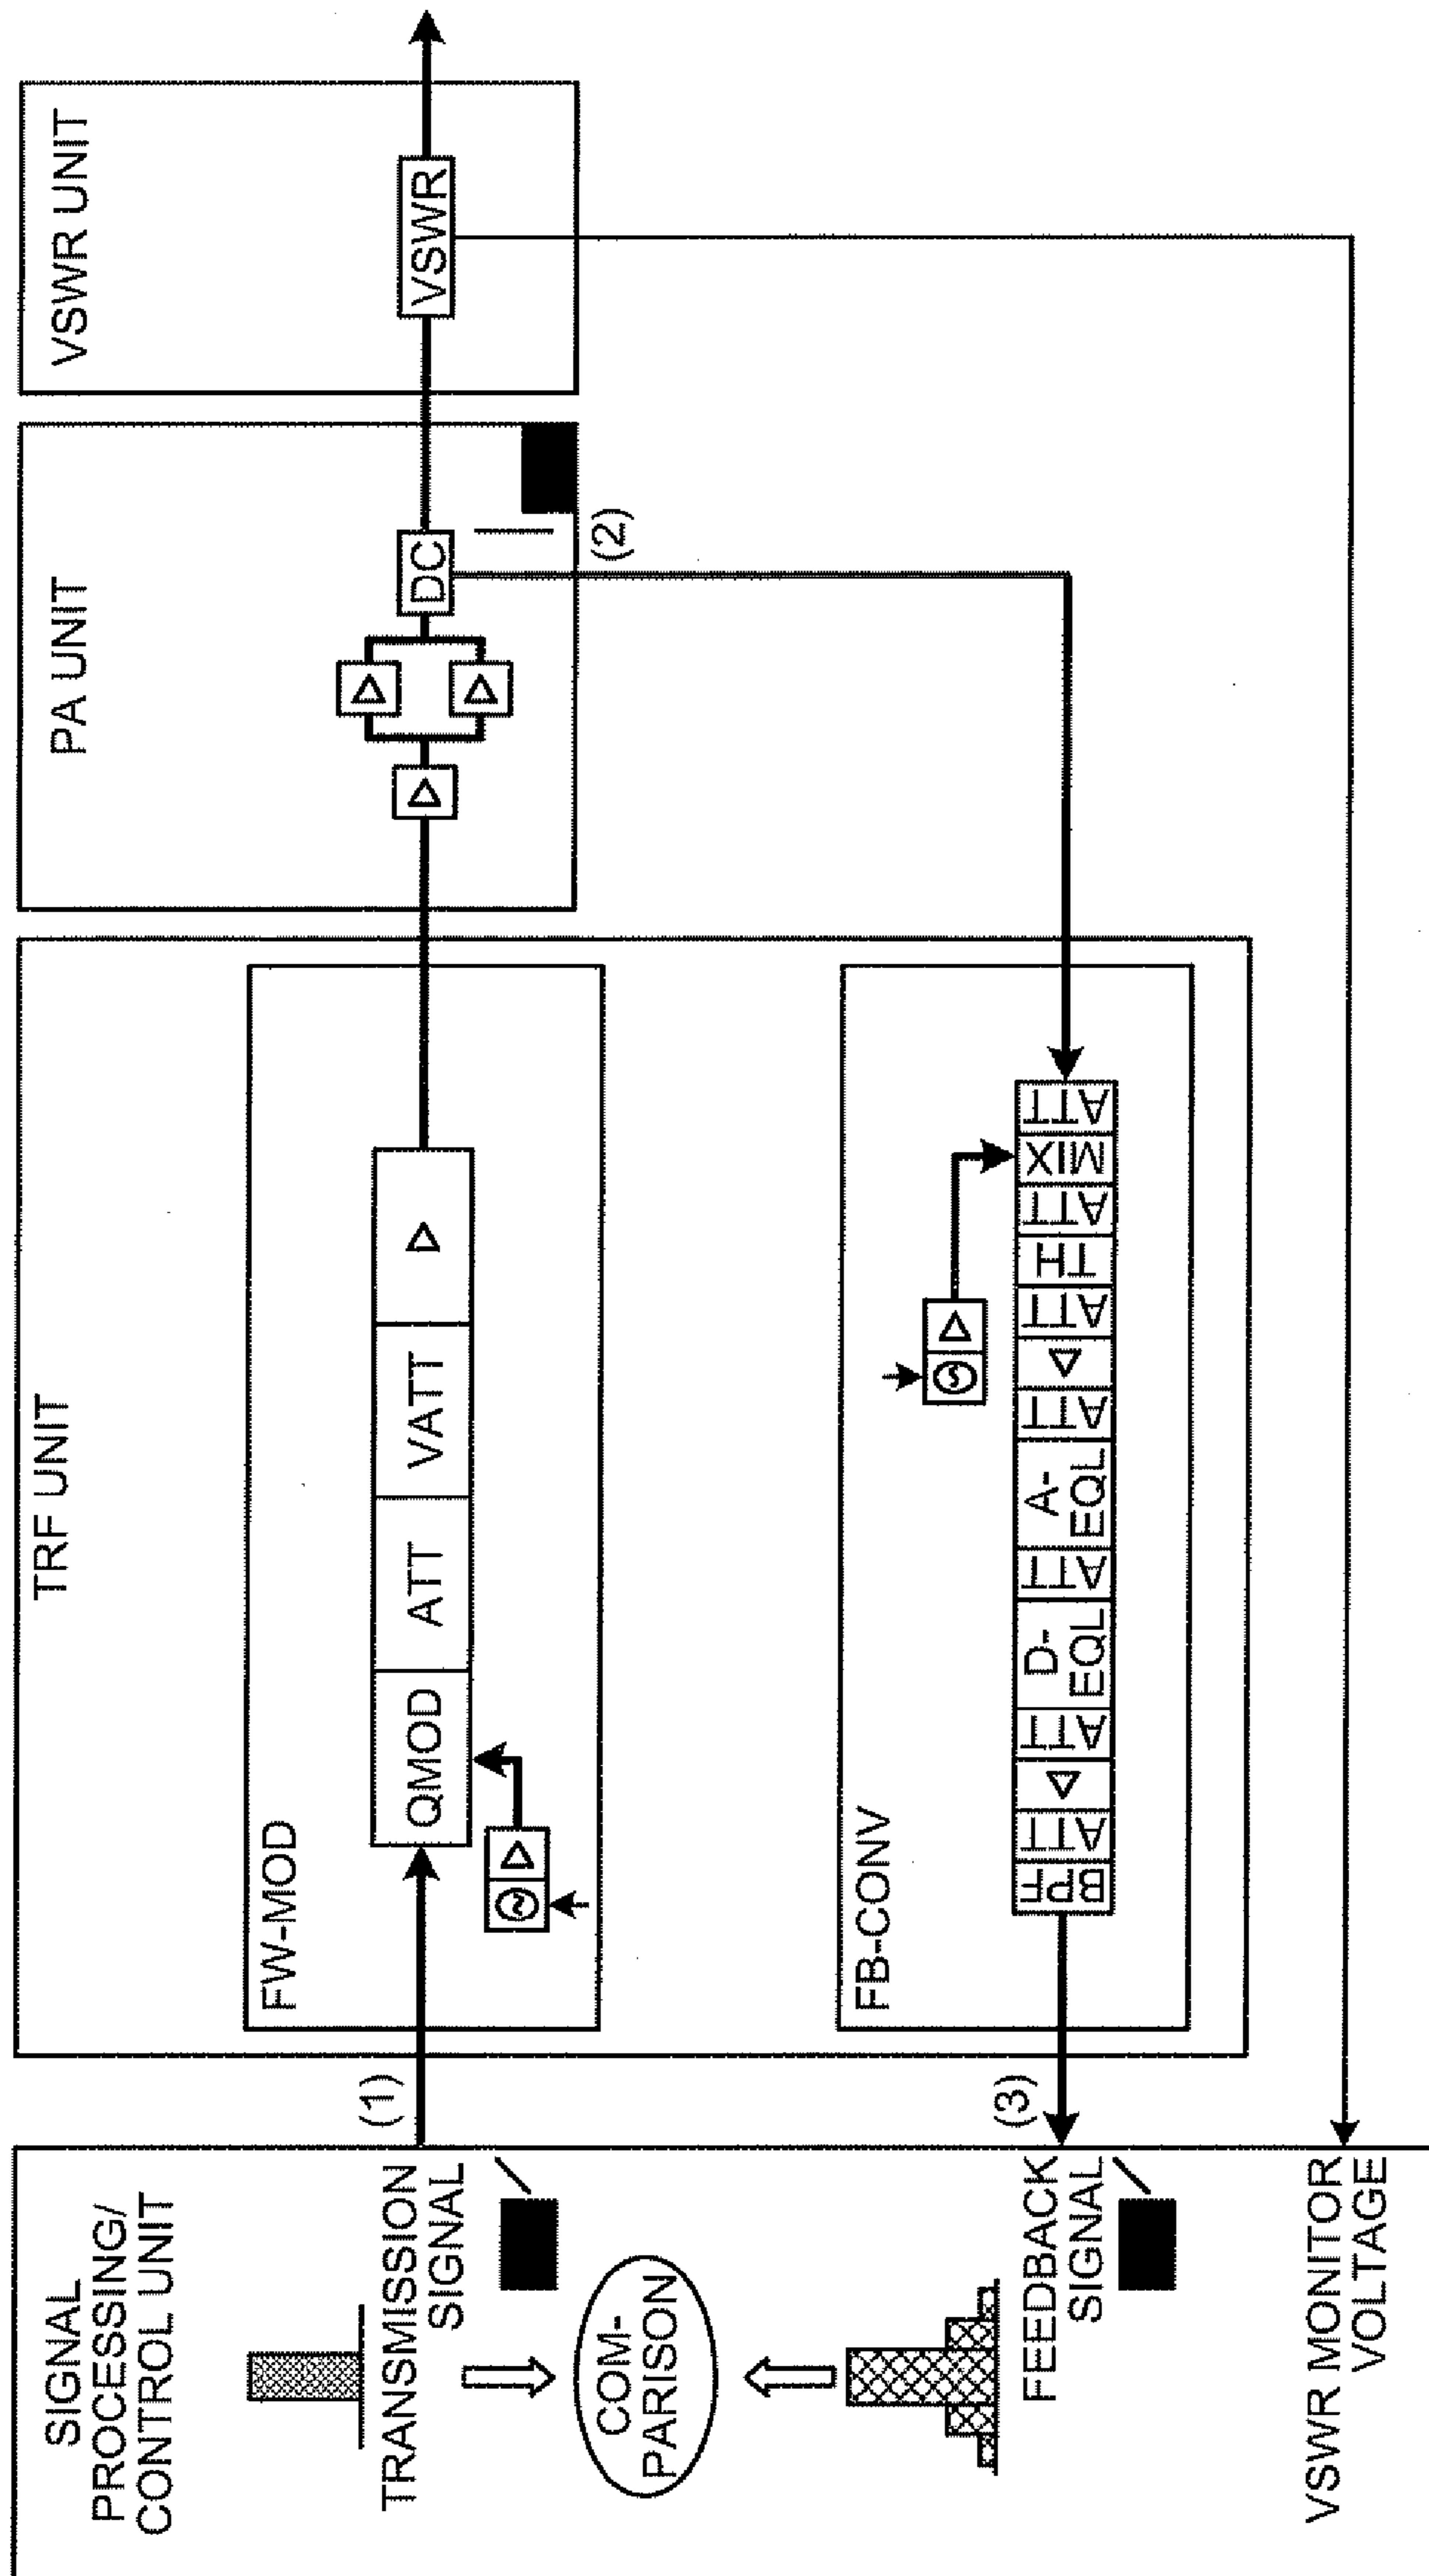 SIGNAL
PROCESSING/
CONTROL UNIT
TRANSMISSION
SIGNAL
COM-
PARISON
FEEDBACK
SIGNAL
VSWR MONITOR
VOLTAGE
(1)
(3)
TRF UNIT
FW-MOD
QMOD
ATT
VATT
FB-CONV
BPF
ATT
ATT
D-
EQL
ATT
A-
EQL
ATT
ATT
TH
ATT
MIX
ATT
PA UNIT
DC
(2)
VSWR UNIT
VSWR